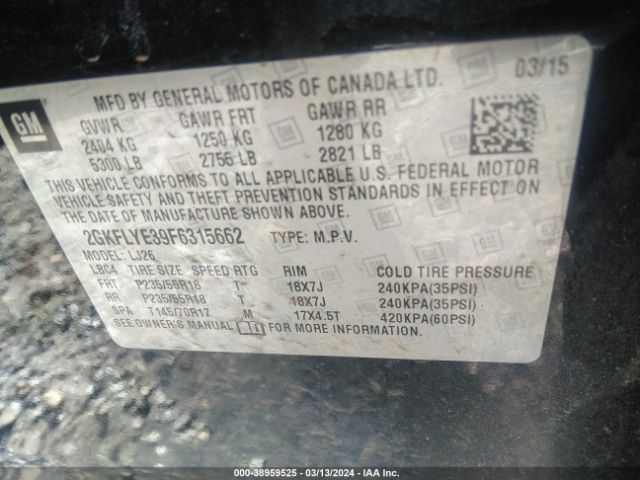 GM
MFD BY GENERAL MOTORS OF CANADA LTD. 03/15
GVWR GAWR FRT GAWR RR
2404 KG 1250 KG 1280 KG
5300 LB 2756 LB 2821 LB
THIS VEHICLE CONFORMS TO ALL APPLICABLE U.S. FEDERAL MOTOR
VEHICLE SAFETY AND THEFT PREVENTION STANDARDS IN EFFECT ON
THE DATE OF MANUFACTURE SHOWN ABOVE.
2GKFLYE39F6315662 TYPE: M.P.V.
MODEL: LJ26
LBC4 TIRE SIZE SPEED RTG RIM COLD TIRE PRESSURE
FRT P235/55R18 T 18X7J 240KPA(35PSI)
RR P235/55R18 T 18X7J 240KPA(35PSI)
SPA T145/70R17 M 17X4.5T 420KPA(60PSI)
SEE OWNER'S MANUAL FOR MORE INFORMATION.
000-38959525 - 03/13/2024 - IAA Inc.